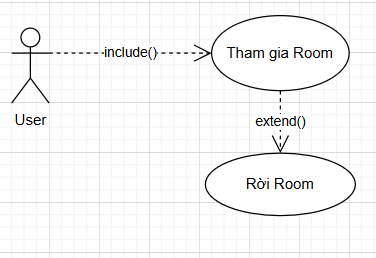 include()
Tham gia Room
User
extend()
Rời Room